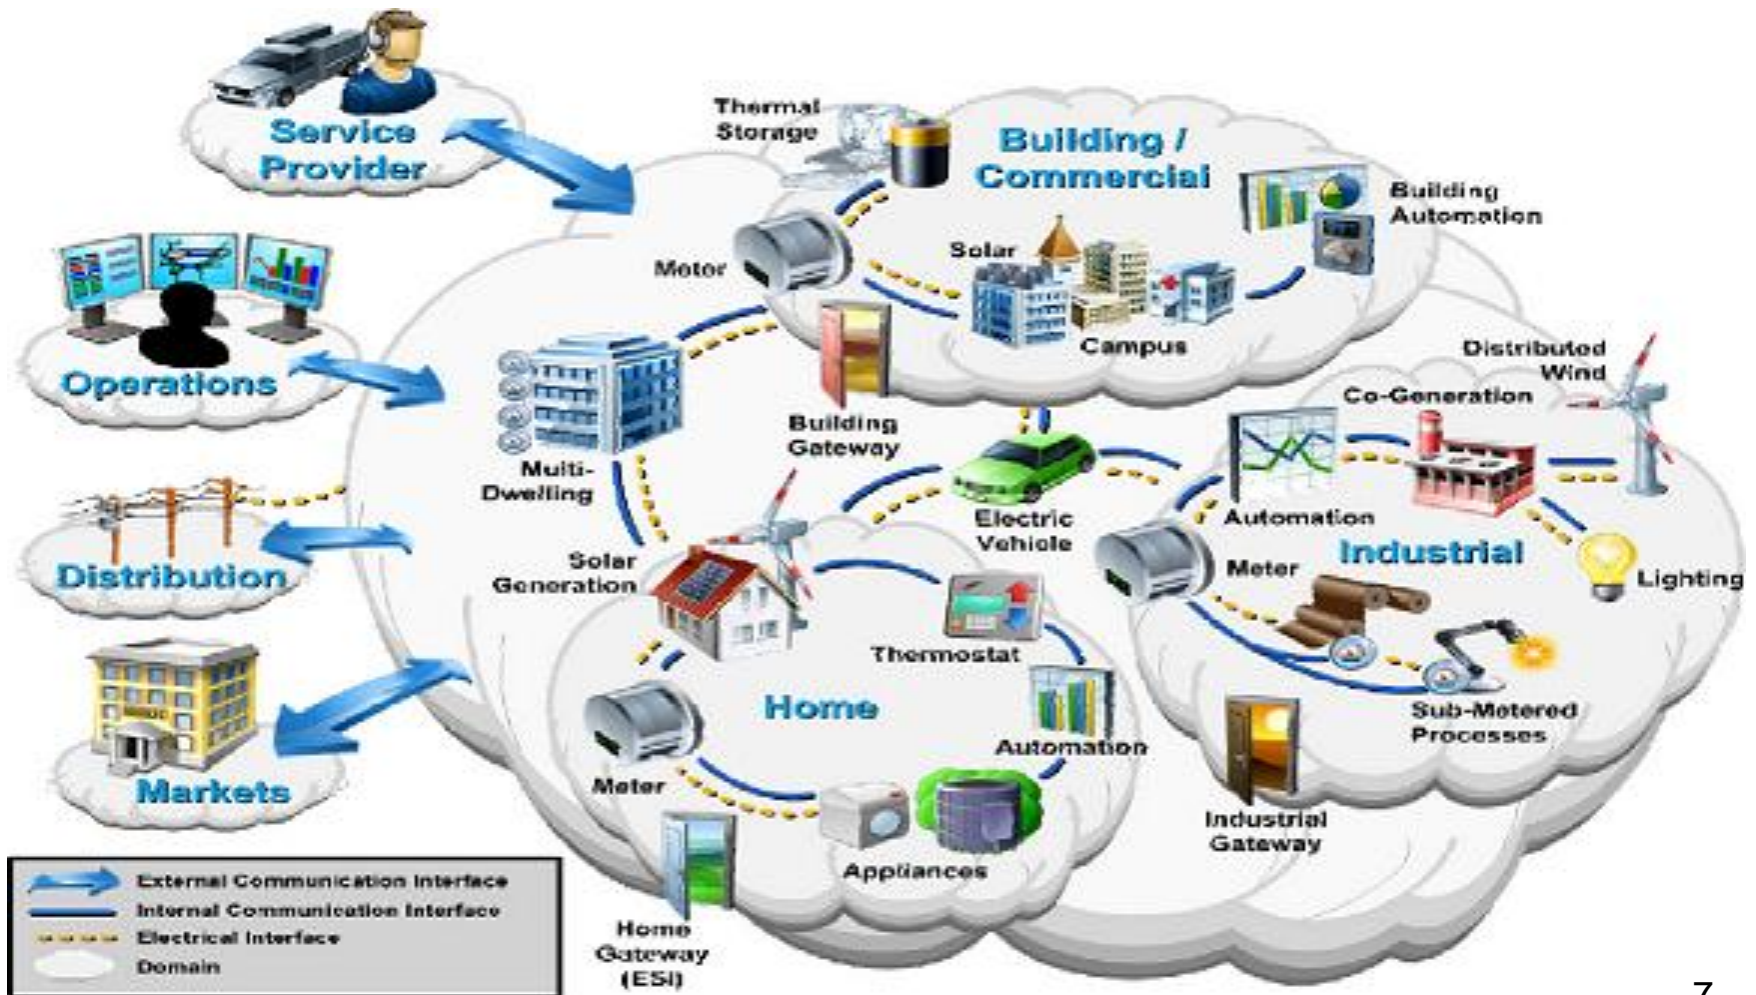 Service
Provider
Operations
Distribution
Markets
Thermal
Storage
Building /
Commercial
Building
Automation
Meter
Solar
Campus
Building
Gateway
Multi-
Dwelling
Electric
Vehicle
Distributed
Wind
Co-Generation
Automation
Industrial
Meter
Lighting
Sub-Metered
Processes
Industrial
Gateway
Solar
Generation
Thermostat
Home
Automation
Meter
Appliances
Home
Gateway
(ESI)
External Communication Interface
Internal Communication Interface
Electrical Interface
Domain
7